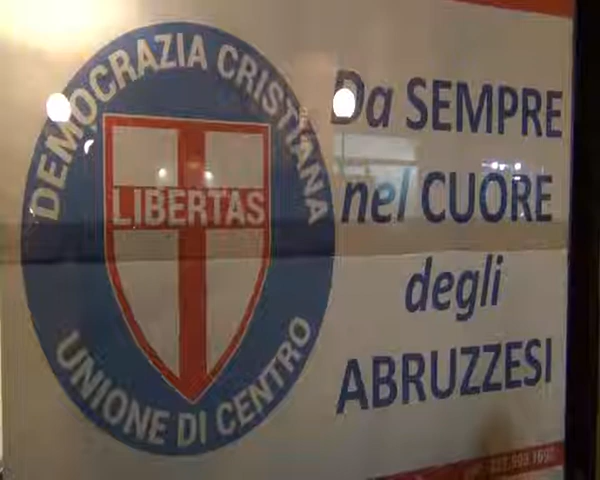 DEMOCRAZIA CRISTIANA
LIBERTAS
UNIONE DI CENTRO
Da SEMPRE
nel CUORE
degli
ABRUZZESI